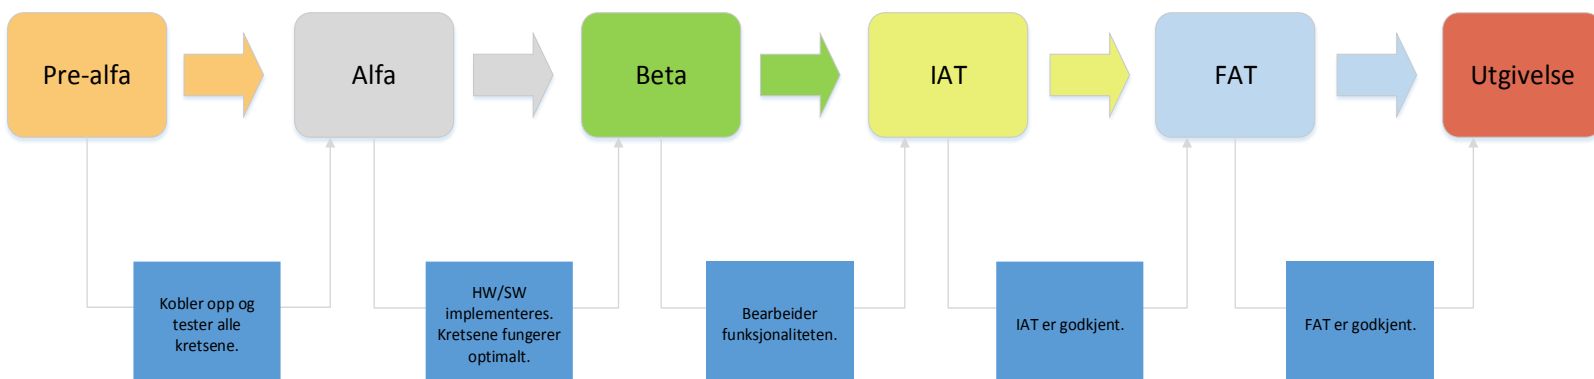 Pre-alfa
Alfa
Beta
IAT
FAT
Utgivelse
Kobler opp og
tester alle
kretsene.
HW/SW
implementeres.
Kretsene fungerer
optimalt.
Bearbeider
funksjonaliteten.
IAT er godkjent.
FAT er godkjent.